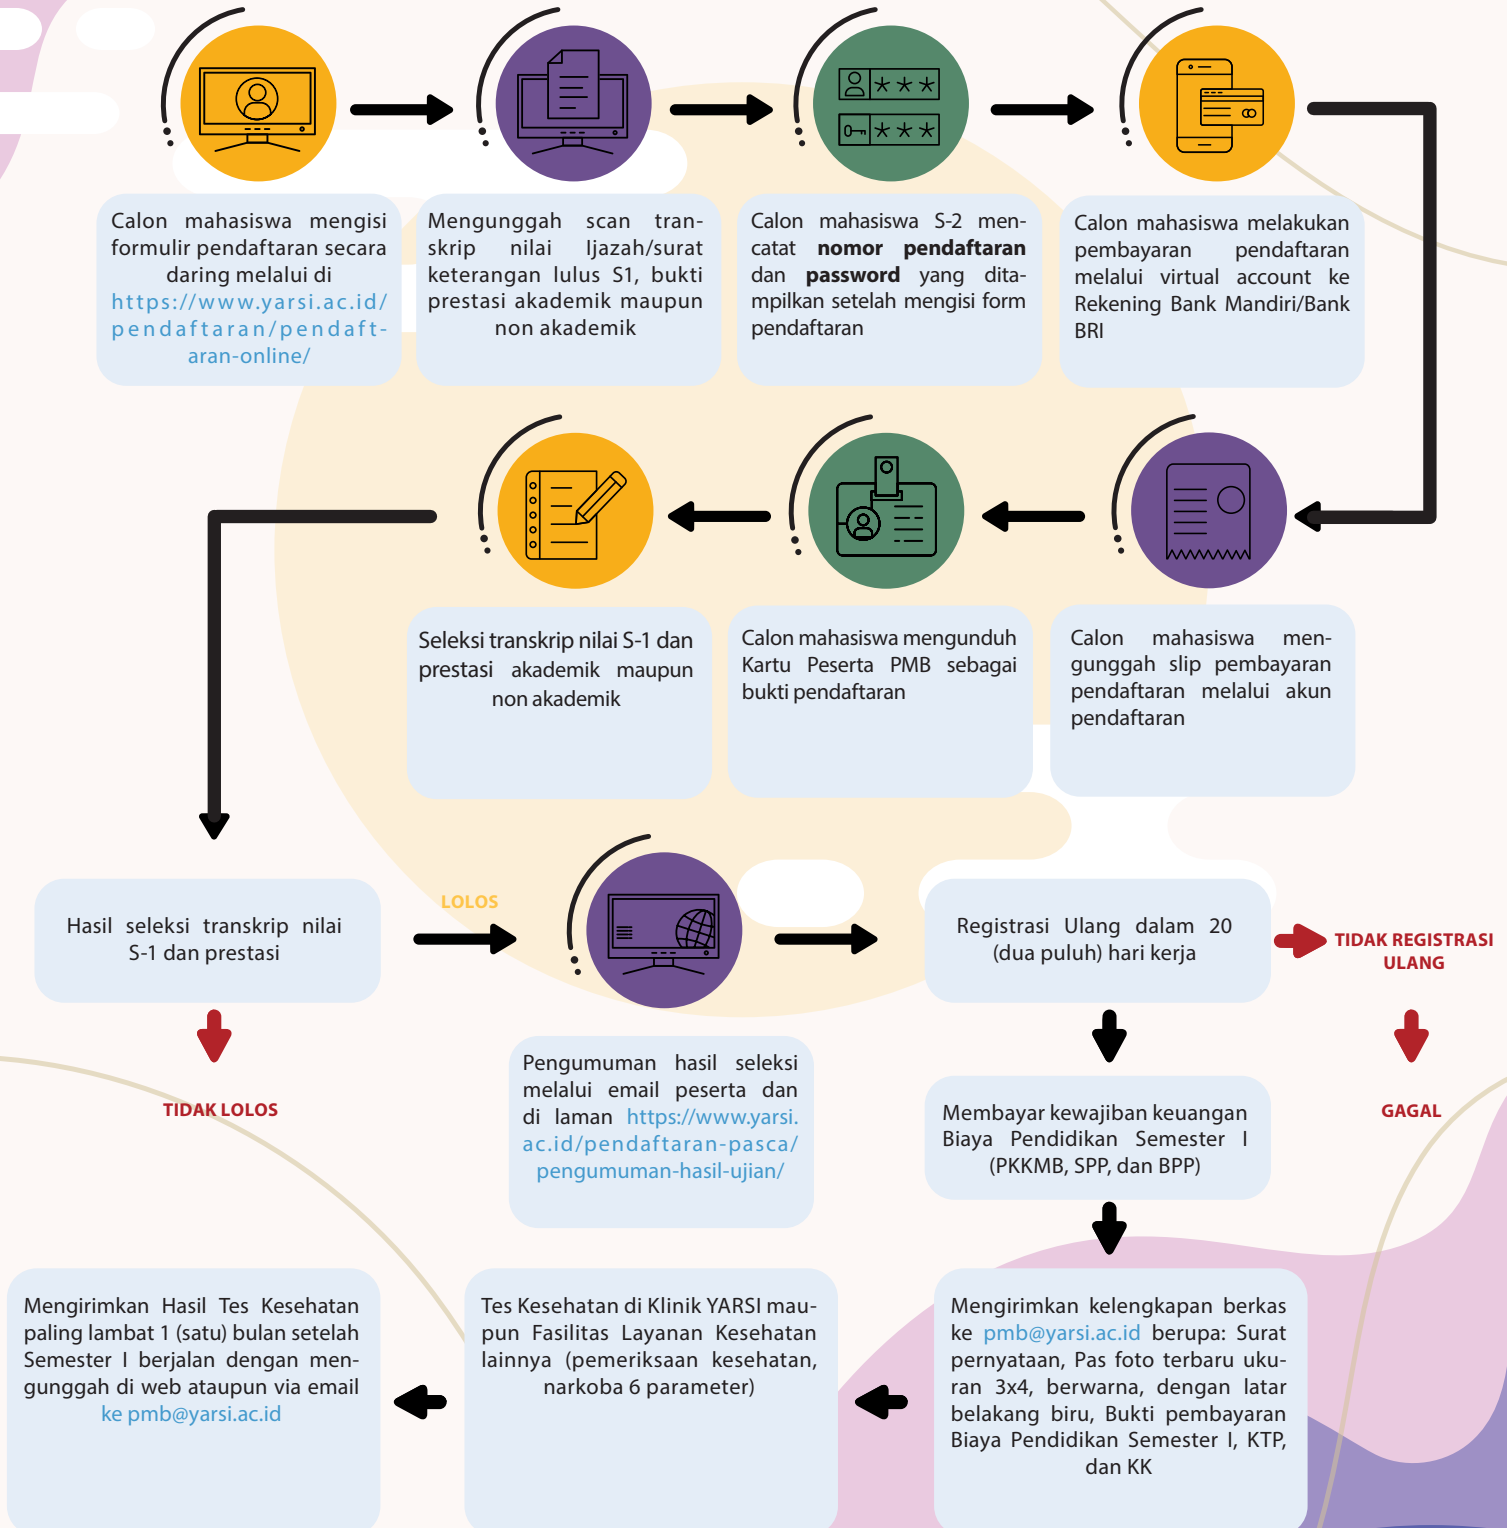 Calon mahasiswa mengisi
formulir pendaftaran secara
daring melalui di
https://www.yarsi.ac.id/
pendaftaran/pendaft-
aran-online/
Mengunggah scan tran-
skrip nilai Ijazah/surat
keterangan lulus S1, bukti
prestasi akademik maupun
non akademik
***
***
Calon mahasiswa S-2 men-
catat nomor pendaftaran
dan password yang dita-
mpilkan setelah mengisi form
pendaftaran
Calon mahasiswa melakukan
pembayaran pendaftaran
melalui virtual account ke
Rekening Bank Mandiri/Bank
BRI
Calon mahasiswa men-
gunggah slip pembayaran
pendaftaran melalui akun
pendaftaran
Calon mahasiswa mengunduh
Kartu Peserta PMB sebagai
bukti pendaftaran
Seleksi transkrip nilai S-1 dan
prestasi akademik maupun
non akademik
Hasil seleksi transkrip nilai
S-1 dan prestasi
TIDAK LOLOS
LOLOS
Pengumuman hasil seleksi
melalui email peserta dan
di laman https://www.yarsi.
ac.id/pendaftaran-pasca/
pengumuman-hasil-ujian/
Registrasi Ulang dalam 20
(dua puluh) hari kerja
TIDAK REGISTRASI
ULANG
GAGAL
Membayar kewajiban keuangan
Biaya Pendidikan Semester I
(PKKMB, SPP, dan BPP)
Mengirimkan kelengkapan berkas
ke pmb@yarsi.ac.id berupa: Surat
pernyataan, Pas foto terbaru uku-
ran 3x4, berwarna, dengan latar
belakang biru, Bukti pembayaran
Biaya Pendidikan Semester I, KTP,
dan KK
Tes Kesehatan di Klinik YARSI mau-
pun Fasilitas Layanan Kesehatan
lainnya (pemeriksaan kesehatan,
narkoba 6 parameter)
Mengirimkan Hasil Tes Kesehatan
paling lambat 1 (satu) bulan setelah
Semester I berjalan dengan men-
gunggah di web ataupun via email
ke pmb@yarsi.ac.id